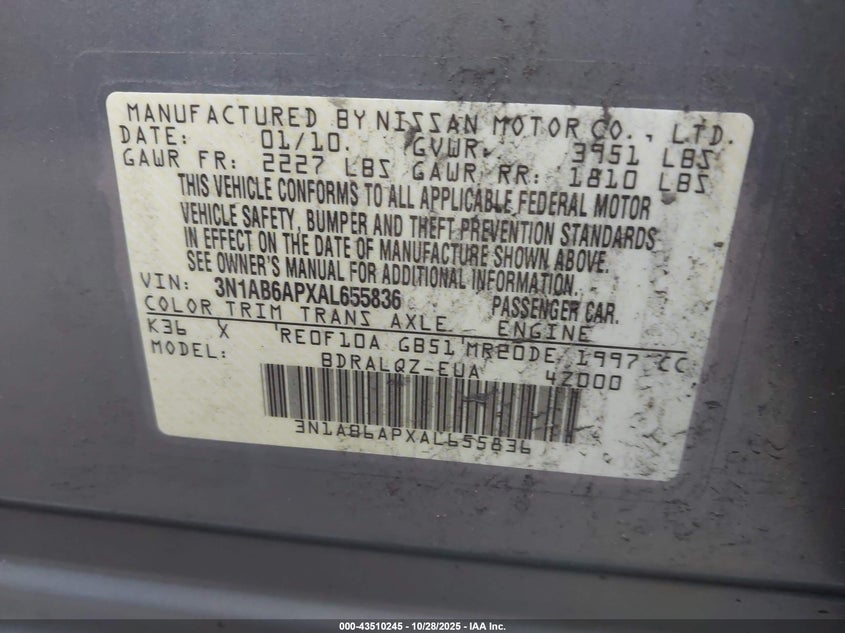 MANUFACTURED BY NISSAN MOTOR CO., LTD.
DATE: 01/10. GVWR: 3951 LBS
GAWR FR: 2227 LBS GAWR RR: 1810 LBS
THIS VEHICLE CONFORMS TO ALL APPLICABLE FEDERAL MOTOR
VEHICLE SAFETY, BUMPER AND THEFT PREVENTION STANDARDS
IN EFFECT ON THE DATE OF MANUFACTURE SHOWN ABOVE.
SEE OWNER'S MANUAL FOR ADDITIONAL INFORMATION.
VIN: 3N1AB6APXAL655836 PASSENGER CAR.
COLOR TRIM TRANS AXLE ENGINE
K36 X RE0F10A GB51 MR20DE 1997 CC
MODEL: BDRALQZ-EUA 4Z000
3N1AB6APXAL655836
000-43510245 - 10/28/2025 - IAA Inc.